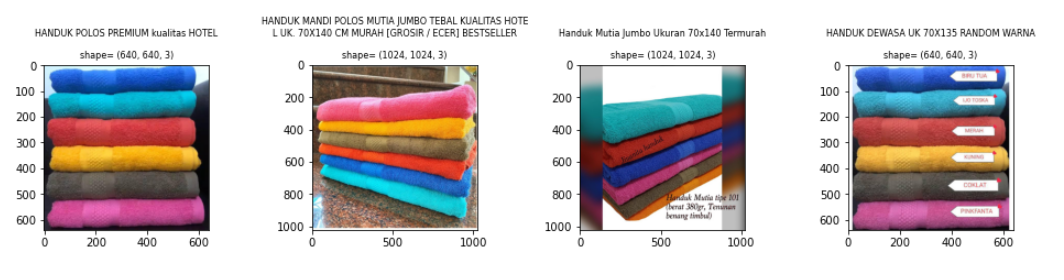 HANDUK POLOS PREMIUM kualitas HOTEL
shape= (640, 640, 3)
0
100
200
300
400
500
600
0
200
400
600
HANDUK MANDI POLOS MUTIA JUMBO TEBAL KUALITAS HOTE
L UK. 70X140 CM MURAH [GROSIR / ECER] BESTSELLER
shape= (1024, 1024, 3)
0
200
400
600
800
1000
0
500
1000
Handuk Mutia Jumbo Ukuran 70x140 Termurah
shape= (1024, 1024, 3)
0
200
400
600
800
1000
Handuk Mutia tipe 101
(berat 380gr, Tenunan
benang timbul)
0
500
1000
HANDUK DEWASA UK 70X135 RANDOM WARNA
shape= (640, 640, 3)
0
100
200
300
400
500
600
BIRU TUA
MERAH
KUNING
COKLAT
PINKFANTA
0
200
400
600